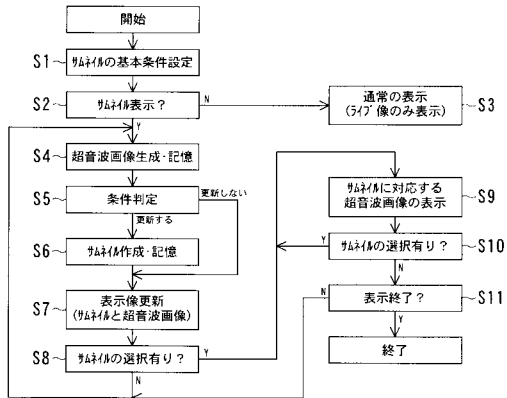 開始
S1 ｻﾑﾈｲﾙの基本条件設定
S2 ｻﾑﾈｲﾙ表示？
N
Y
通常の表示
(ﾗｲﾌﾞ像のみ表示)
S3
S4 超音波画像生成・記憶
S5 条件判定
更新しない
更新する
S6 ｻﾑﾈｲﾙ作成・記憶
S7 表示像更新
(ｻﾑﾈｲﾙと超音波画像)
S8 ｻﾑﾈｲﾙの選択有り？
Y
N
ｻﾑﾈｲﾙに対応する
超音波画像の表示
S9
Y
ｻﾑﾈｲﾙの選択有り？
S10
N
N
表示終了？
S11
Y
終了